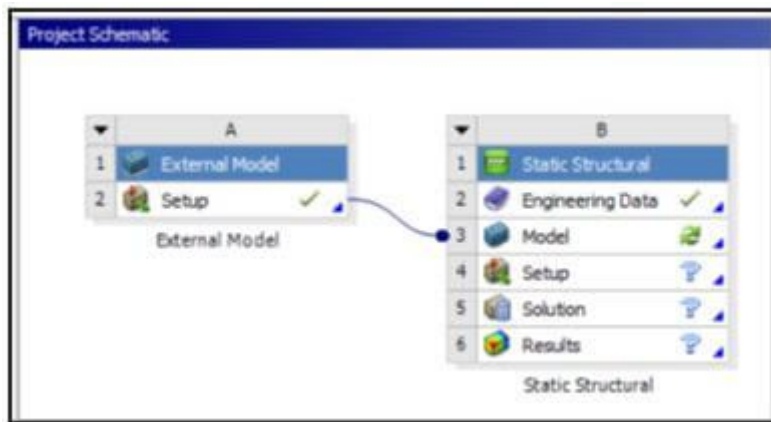 Project Schematic
A
1 External Model
2 Setup
External Model
B
1 Static Structural
2 Engineering Data
3 Model
4 Setup
5 Solution
6 Results
Static Structural